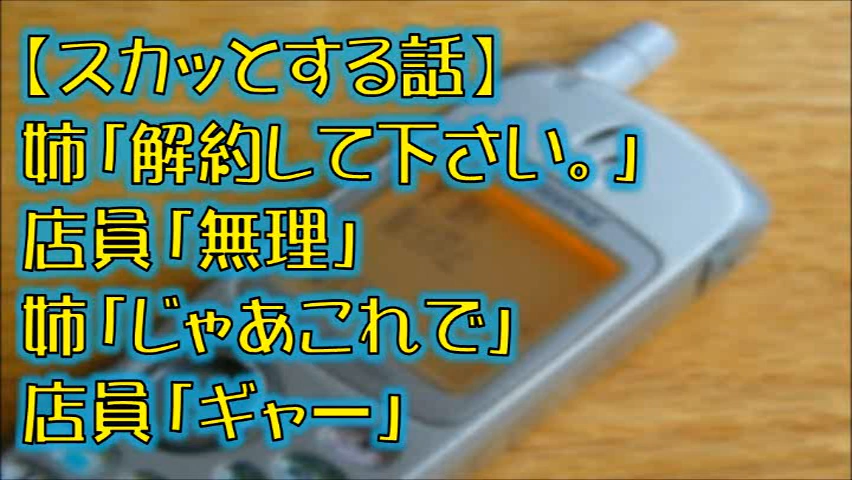 【スカッとする話】
姉「解約して下さい。」
店員「無理」
姉「じゃあこれで」
店員「ギャー」